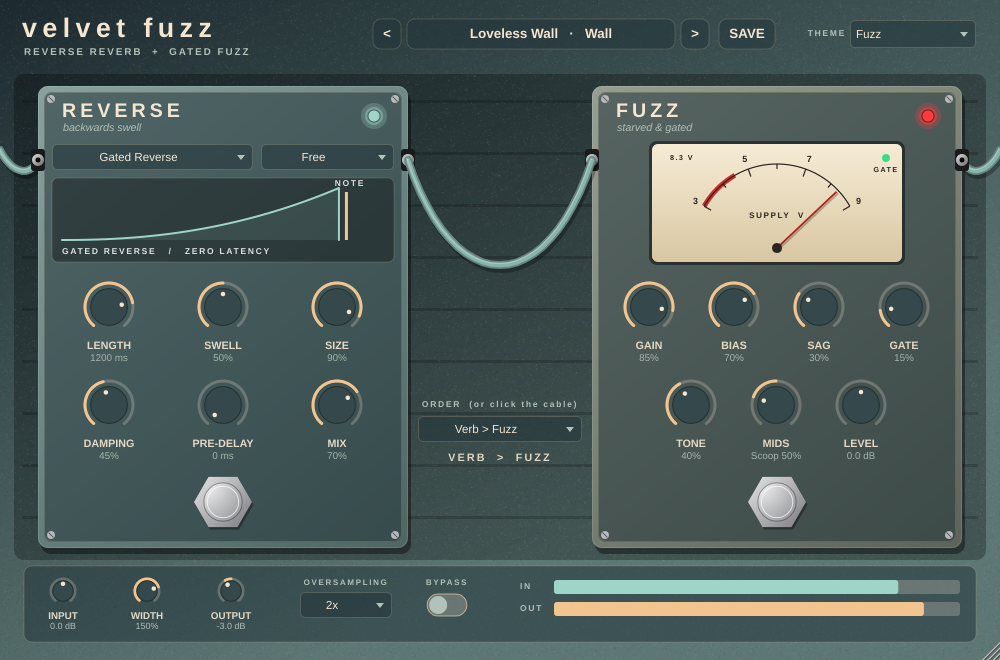 velvet fuzz
REVERSE REVERB + GATED FUZZ
<
Loveless Wall · Wall
>
SAVE
THEME
Fuzz
REVERSE
backwards swell
Gated Reverse
Free
NOTE
GATED REVERSE / ZERO LATENCY
LENGTH
1200 ms
SWELL
50%
SIZE
90%
DAMPING
45%
PRE-DELAY
0 ms
MIX
70%
ORDER (or click the cable)
Verb > Fuzz
VERB > FUZZ
FUZZ
starved & gated
8.3 V
3
5
7
9
GATE
SUPPLY V
GAIN
85%
BIAS
70%
SAG
30%
GATE
15%
TONE
40%
MIDS
Scoop 50%
LEVEL
0.0 dB
INPUT
0.0 dB
WIDTH
150%
OUTPUT
-3.0 dB
OVERSAMPLING
2x
BYPASS
IN
OUT